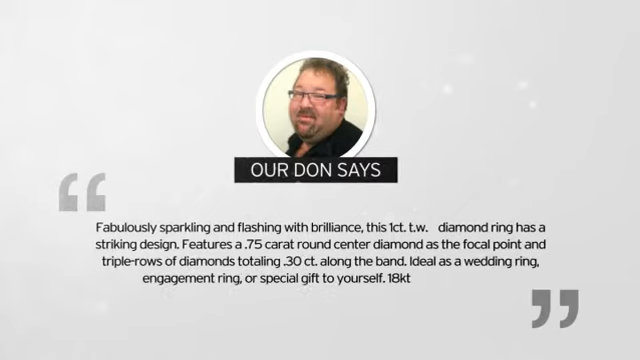 OUR DON SAYS
Fabulously sparkling and flashing with brilliance, this 1ct. t.w. diamond ring has a
striking design. Features a .75 carat round center diamond as the focal point and
triple-rows of diamonds totaling .30 ct. along the band. Ideal as a wedding ring,
engagement ring, or special gift to yourself. 18kt